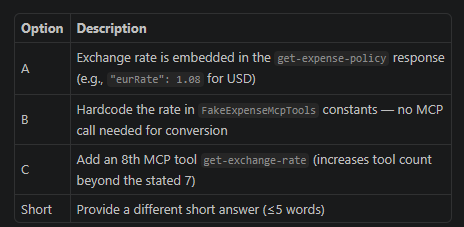 Option Description
A Exchange rate is embedded in the get-expense-policy response
(e.g., "eurRate": 1.08 for USD)
B Hardcode the rate in FakeExpenseMcpTools constants — no MCP
call needed for conversion
C Add an 8th MCP tool get-exchange-rate (increases tool count
beyond the stated 7)
Short Provide a different short answer (≤5 words)